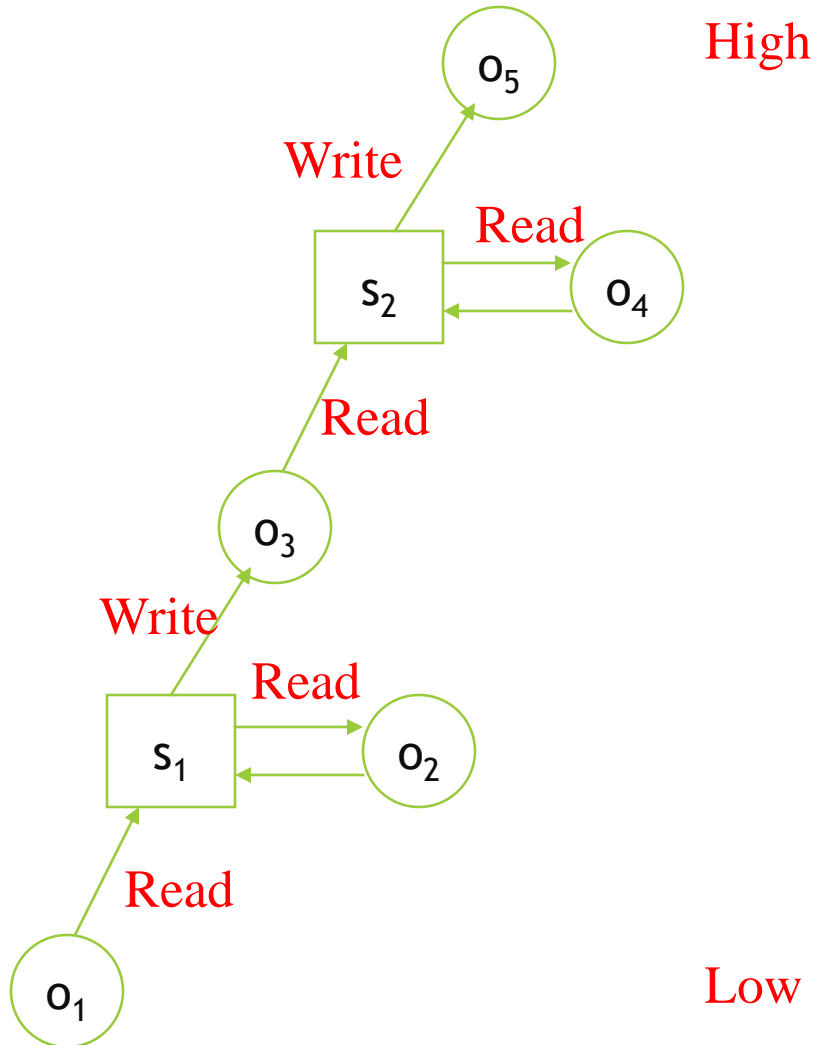 High
o₅
Write
Read
s₂
o₄
Read
o₃
Write
Read
s₁
o₂
Read
o₁
Low